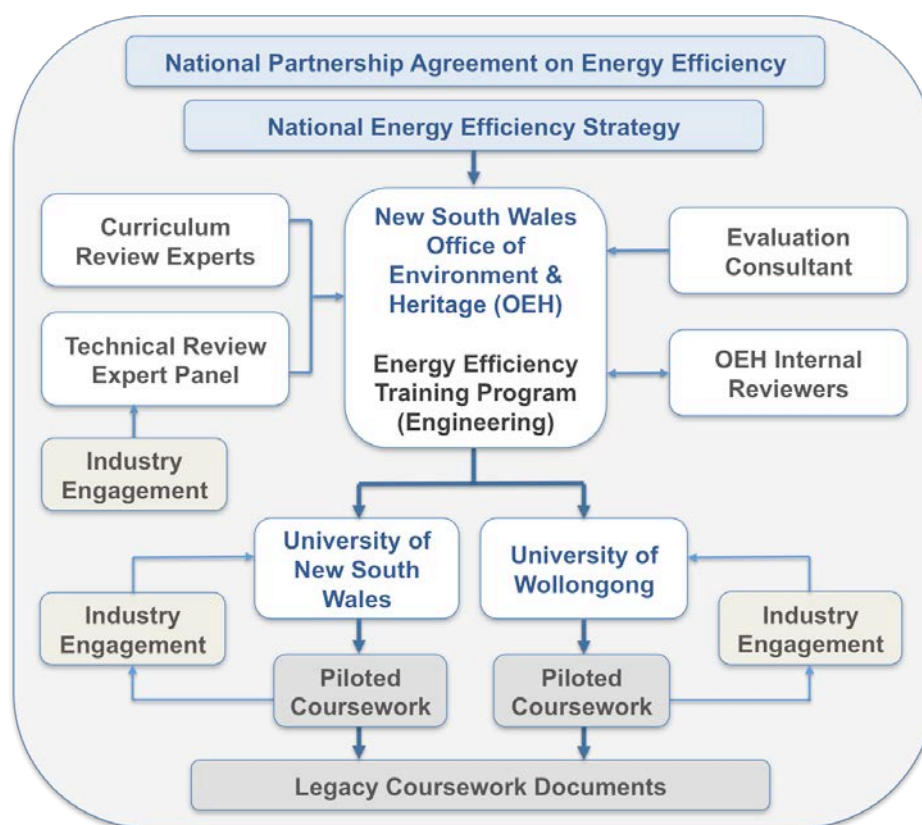 National Partnership Agreement on Energy Efficiency
National Energy Efficiency Strategy
Curriculum
Review Experts
New South Wales
Office of
Environment &
Heritage (OEH)
Evaluation
Consultant
Technical Review
Expert Panel
Energy Efficiency
Training Program
(Engineering)
OEH Internal
Reviewers
Industry
Engagement
University of
New South
Wales
University of
Wollongong
Industry
Engagement
Industry
Engagement
Piloted
Coursework
Piloted
Coursework
Legacy Coursework Documents